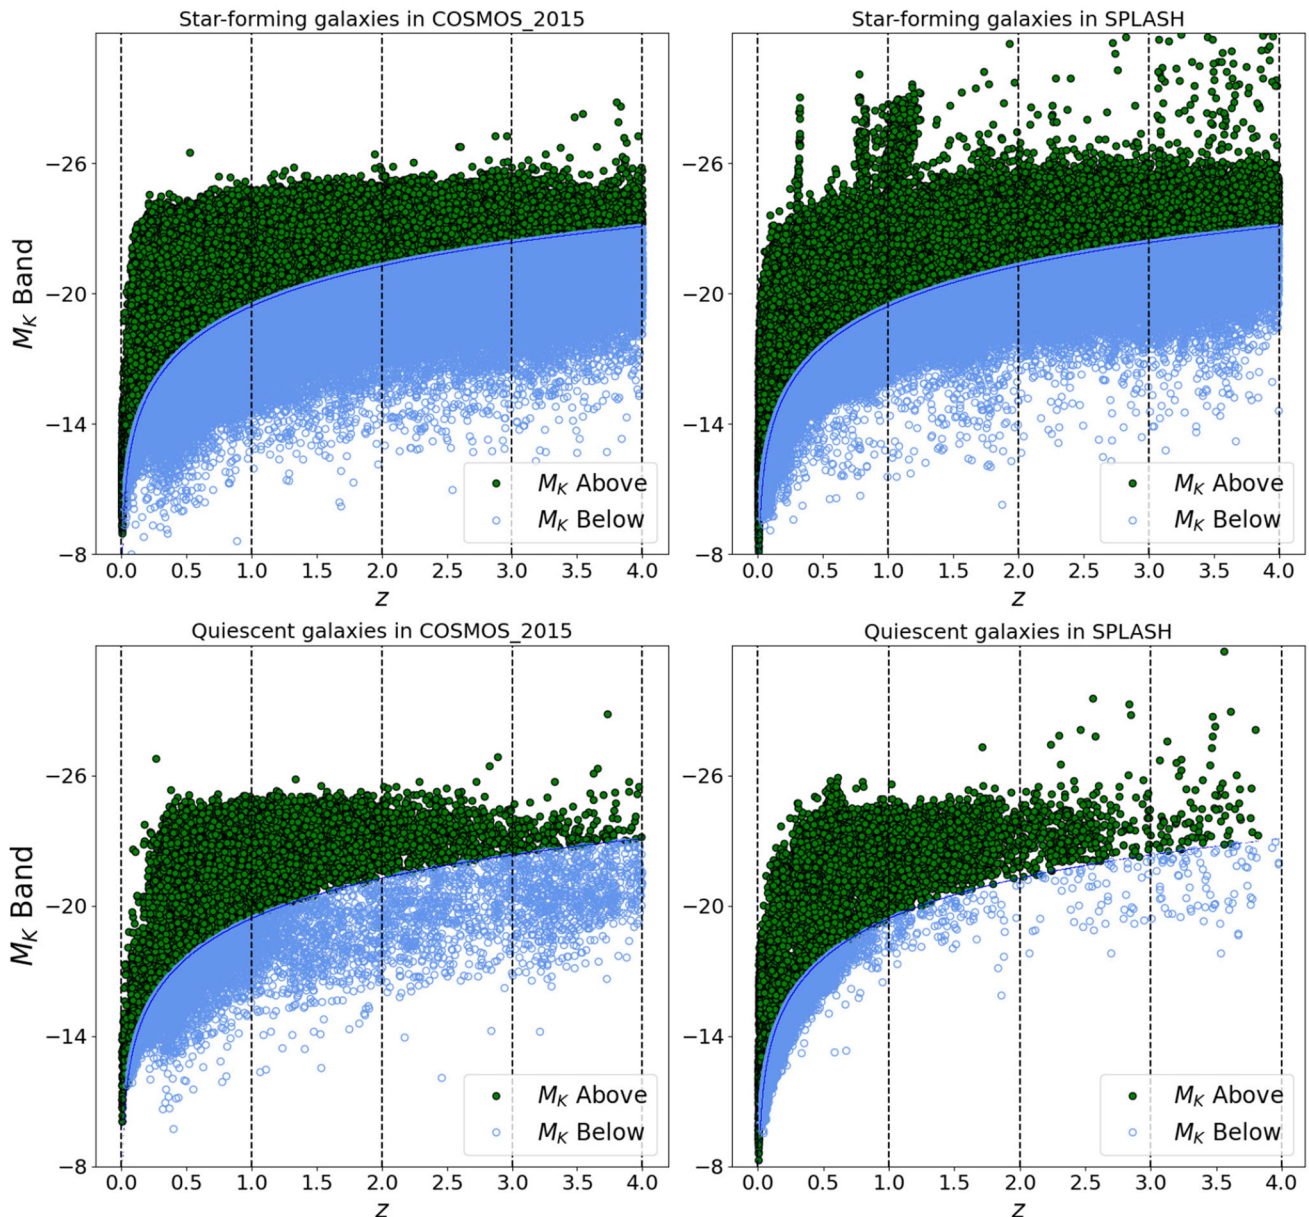 Star-forming galaxies in COSMOS_2015
M_K Band
−26
−20
−14
−8
M_K Above
M_K Below
0.0 0.5 1.0 1.5 2.0 2.5 3.0 3.5 4.0
z
Star-forming galaxies in SPLASH
−26
−20
−14
−8
M_K Above
M_K Below
0.0 0.5 1.0 1.5 2.0 2.5 3.0 3.5 4.0
z
Quiescent galaxies in COSMOS_2015
M_K Band
−26
−20
−14
−8
M_K Above
M_K Below
0.0 0.5 1.0 1.5 2.0 2.5 3.0 3.5 4.0
z
Quiescent galaxies in SPLASH
−26
−20
−14
−8
M_K Above
M_K Below
0.0 0.5 1.0 1.5 2.0 2.5 3.0 3.5 4.0
z